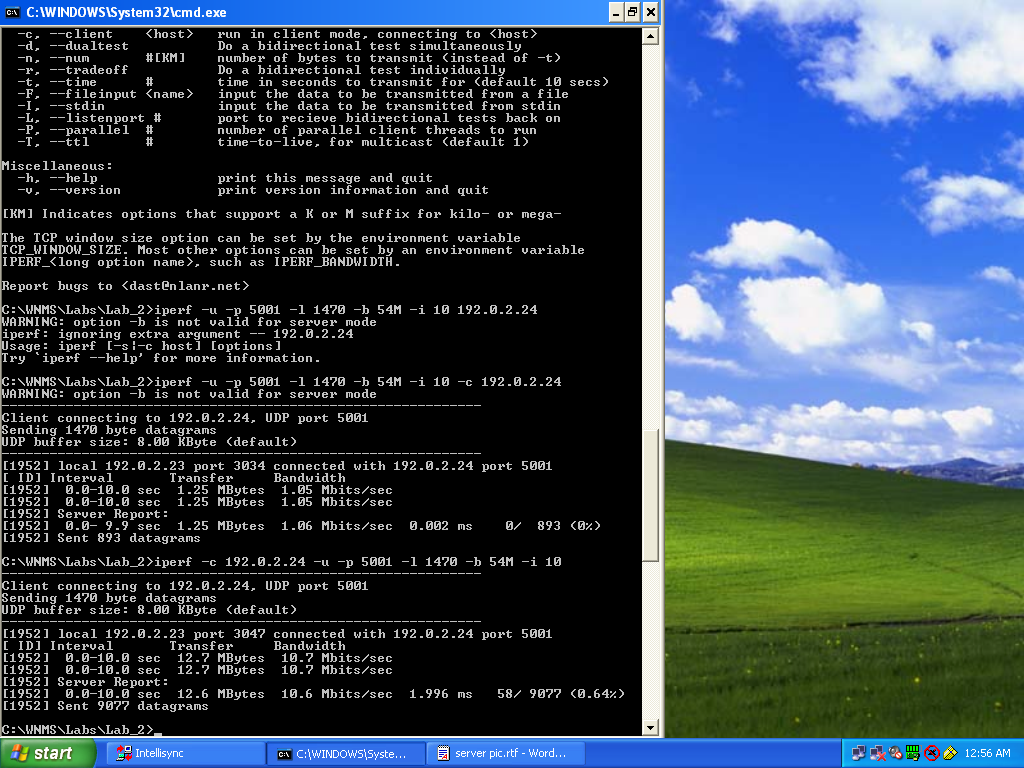 C:\WINDOWS\System32\cmd.exe
-c, --client <host> run in client mode, connecting to <host>
-d, --dualtest Do a bidirectional test simultaneously
-n, --num #[KM] number of bytes to transmit (instead of -t)
-r, --tradeoff Do a bidirectional test individually
-t, --time # time in seconds to transmit for (default 10 secs)
-F, --fileinput <name> input the data to be transmitted from a file
-I, --stdin input the data to be transmitted from stdin
-L, --listenport # port to recieve bidirectional tests back on
-P, --parallel # number of parallel client threads to run
-T, --ttl # time-to-live, for multicast (default 1)
Miscellaneous:
-h, --help print this message and quit
-v, --version print version information and quit
[KM] Indicates options that support a K or M suffix for kilo- or mega-
The TCP window size option can be set by the environment variable
TCP_WINDOW_SIZE. Most other options can be set by an environment variable
IPERF_<long option name>, such as IPERF_BANDWIDTH.
Report bugs to <dast@nlanr.net>
C:\WNMS\Labs\Lab_2>iperf -u -p 5001 -l 1470 -b 54M -i 10 192.0.2.24
WARNING: option -b is not valid for server mode
iperf: ignoring extra argument -- 192.0.2.24
Usage: iperf [-s|-c host] [options]
Try `iperf --help' for more information.
C:\WNMS\Labs\Lab_2>iperf -u -p 5001 -l 1470 -b 54M -i 10 -c 192.0.2.24
WARNING: option -b is not valid for server mode
------------------------------------------------------------
Client connecting to 192.0.2.24, UDP port 5001
Sending 1470 byte datagrams
UDP buffer size: 8.00 KByte (default)
------------------------------------------------------------
[1952] local 192.0.2.23 port 3034 connected with 192.0.2.24 port 5001
[ ID] Interval Transfer Bandwidth
[1952] 0.0-10.0 sec 1.25 MBytes 1.05 Mbits/sec
[1952] 0.0-10.0 sec 1.25 MBytes 1.05 Mbits/sec
[1952] Server Report:
[1952] 0.0- 9.9 sec 1.25 MBytes 1.06 Mbits/sec 0.002 ms 0/ 893 (0%)
[1952] Sent 893 datagrams
C:\WNMS\Labs\Lab_2>iperf -c 192.0.2.24 -u -p 5001 -l 1470 -b 54M -i 10
------------------------------------------------------------
Client connecting to 192.0.2.24, UDP port 5001
Sending 1470 byte datagrams
UDP buffer size: 8.00 KByte (default)
------------------------------------------------------------
[1952] local 192.0.2.23 port 3047 connected with 192.0.2.24 port 5001
[ ID] Interval Transfer Bandwidth
[1952] 0.0-10.0 sec 12.7 MBytes 10.7 Mbits/sec
[1952] 0.0-10.0 sec 12.7 MBytes 10.7 Mbits/sec
[1952] Server Report:
[1952] 0.0-10.0 sec 12.6 MBytes 10.6 Mbits/sec 1.996 ms 58/ 9077 (0.64%)
[1952] Sent 9077 datagrams
C:\WNMS\Labs\Lab_2>_
start Intellisync C:\WINDOWS\Syste... server pic.rtf - Word... 12:56 AM